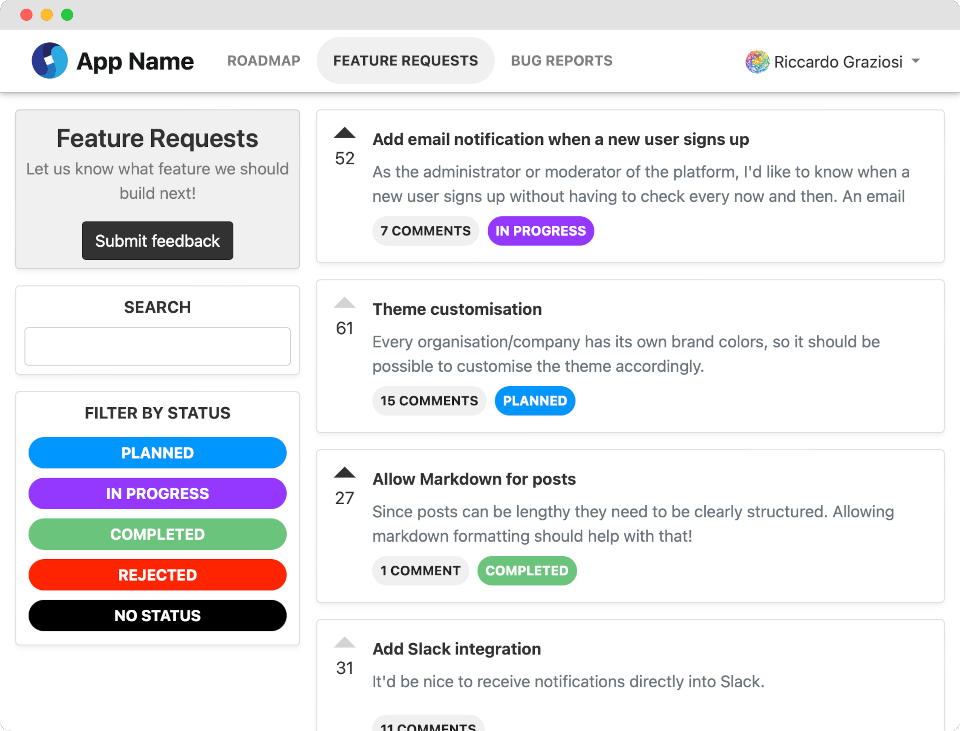 App Name
ROADMAP
FEATURE REQUESTS
BUG REPORTS
Riccardo Graziosi
Feature Requests
Let us know what feature we should
build next!
Submit feedback
SEARCH
FILTER BY STATUS
PLANNED
IN PROGRESS
COMPLETED
REJECTED
NO STATUS
52
Add email notification when a new user signs up
As the administrator or moderator of the platform, I'd like to know when a
new user signs up without having to check every now and then. An email
7 COMMENTS
IN PROGRESS
61
Theme customisation
Every organisation/company has its own brand colors, so it should be
possible to customise the theme accordingly.
15 COMMENTS
PLANNED
27
Allow Markdown for posts
Since posts can be lengthy they need to be clearly structured. Allowing
markdown formatting should help with that!
1 COMMENT
COMPLETED
31
Add Slack integration
It'd be nice to receive notifications directly into Slack.
11 COMMENTS